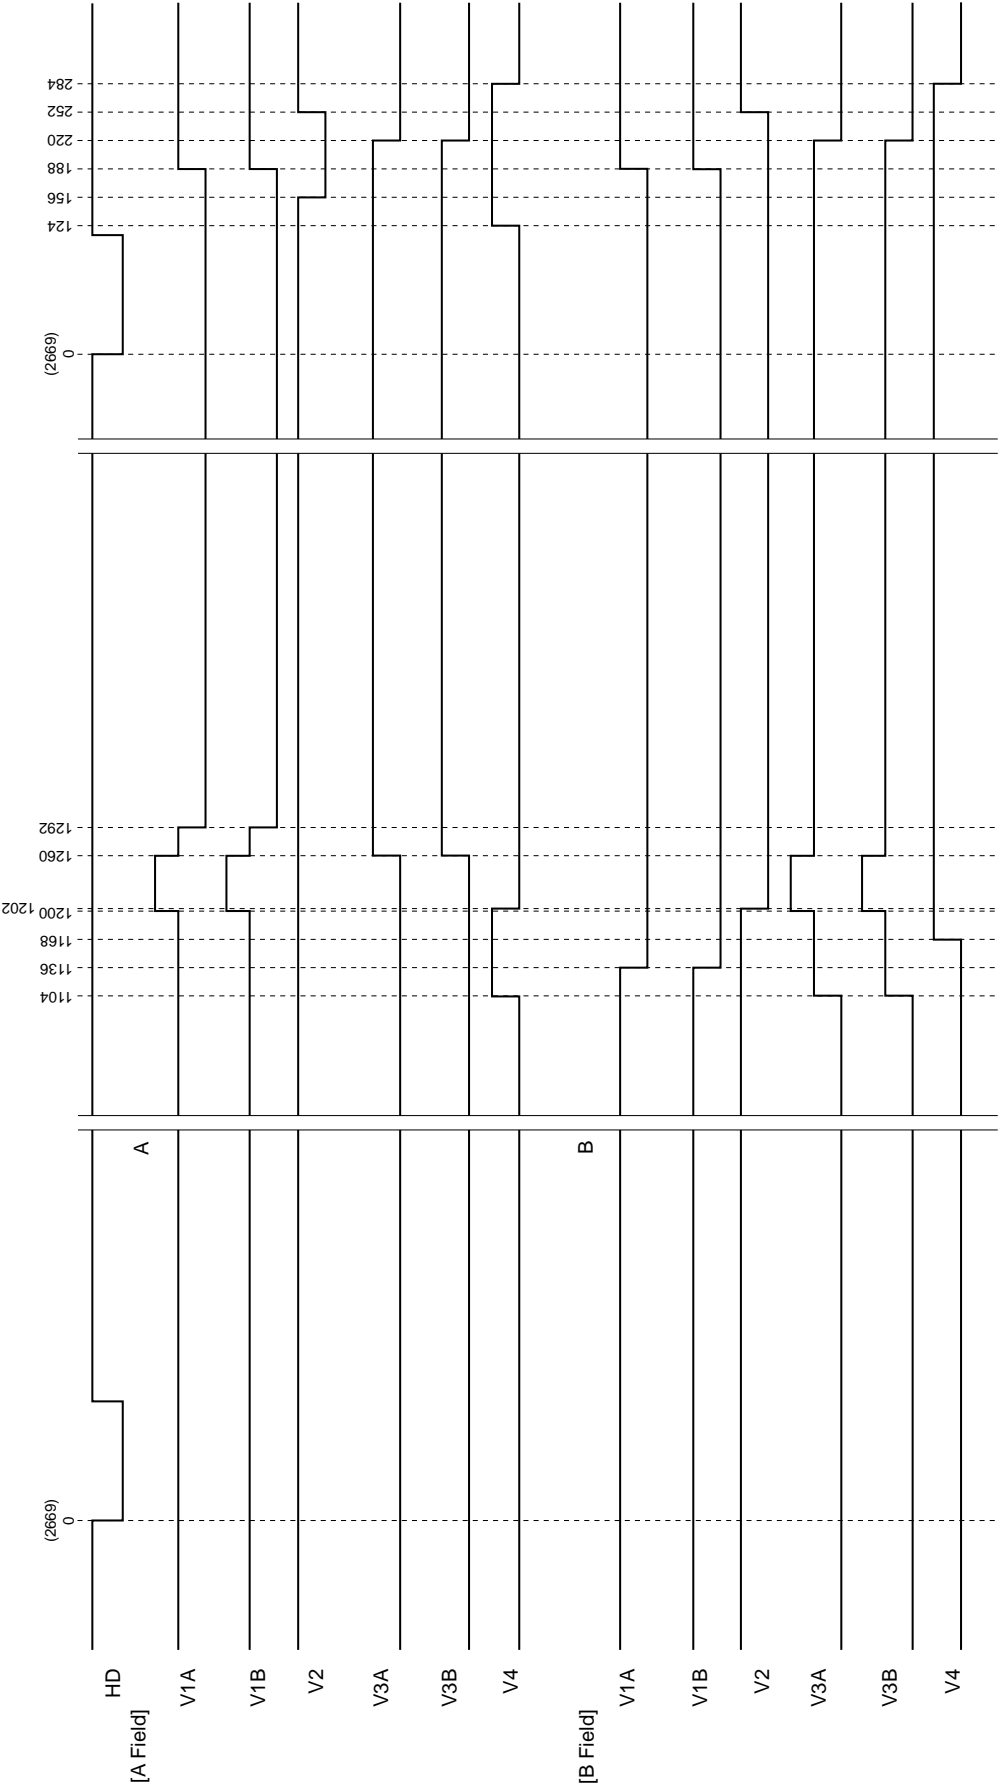 (2669)
0
1104
1136
1168
1200
1202
1260
1292
(2669)
0
124
156
188
220
252
284
HD
[A Field]
A
V1A
V1B
V2
V3A
V3B
V4
[B Field]
B
V1A
V1B
V2
V3A
V3B
V4